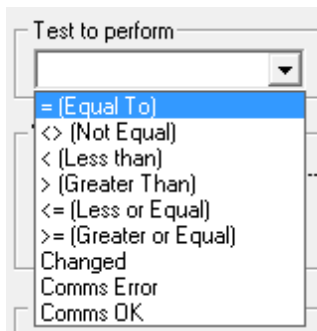 Test to perform
= (Equal To)
<> (Not Equal)
< (Less than)
> (Greater Than)
<= (Less or Equal)
>= (Greater or Equal)
Changed
Comms Error
Comms OK